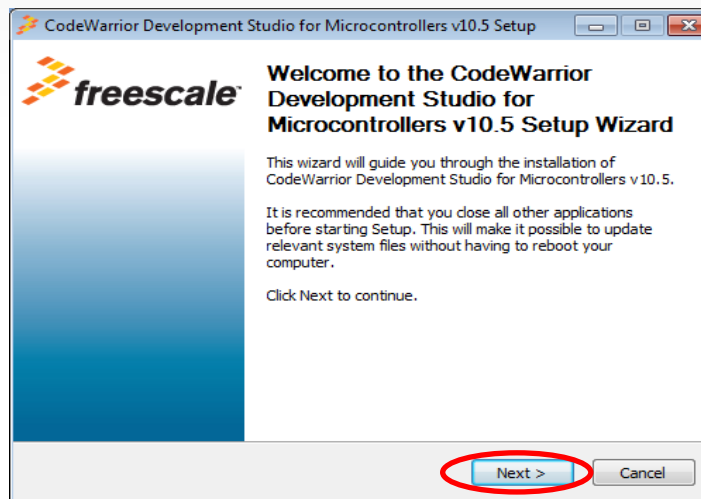 CodeWarrior Development Studio for Microcontrollers v10.5 Setup
freescale
Welcome to the CodeWarrior
Development Studio for
Microcontrollers v10.5 Setup Wizard
This wizard will guide you through the installation of
CodeWarrior Development Studio for Microcontrollers v10.5.
It is recommended that you close all other applications
before starting Setup. This will make it possible to update
relevant system files without having to reboot your
computer.
Click Next to continue.
Next >
Cancel